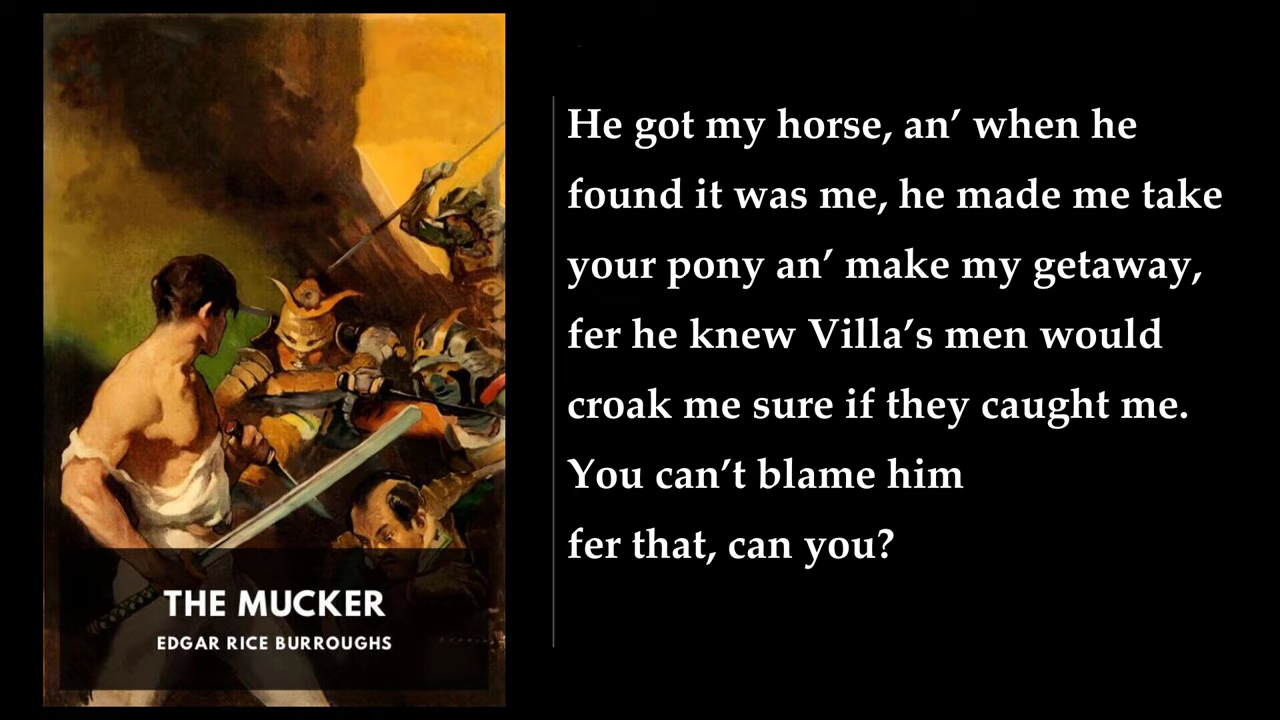 THE MUCKER
EDGAR RICE BURROUGHS
He got my horse, an’ when he
found it was me, he made me take
your pony an’ make my getaway,
fer he knew Villa’s men would
croak me sure if they caught me.
You can’t blame him
fer that, can you?